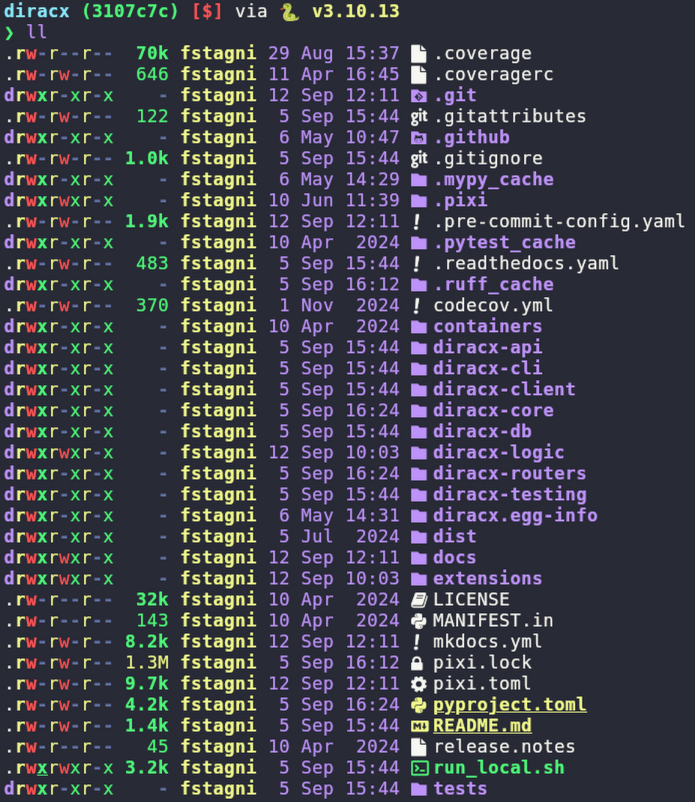 diracx (3107c7c) [$] via 🐍 v3.10.13
❯ ll
.rw-r--r-- 70k fstagni 29 Aug 15:37 .coverage
.rw-rw-r-- 646 fstagni 11 Apr 16:45 .coveragerc
drwxr-xr-x - fstagni 12 Sep 12:11 .git
.rw-rw-r-- 122 fstagni 5 Sep 15:44 git .gitattributes
drwxr-xr-x - fstagni 6 May 10:47 .github
.rw-rw-r-- 1.0k fstagni 5 Sep 15:44 git .gitignore
drwxr-xr-x - fstagni 6 May 14:29 .mypy_cache
drwxrwxr-x - fstagni 10 Jun 11:39 .pixi
.rw-rw-r-- 1.9k fstagni 12 Sep 12:11 ! .pre-commit-config.yaml
drwxr-xr-x - fstagni 10 Apr 2024 .pytest_cache
.rw-rw-r-- 483 fstagni 5 Sep 15:44 ! .readthedocs.yaml
drwxr-xr-x - fstagni 5 Sep 16:12 .ruff_cache
.rw-rw-r-- 370 fstagni 1 Nov 2024 ! codecov.yml
drwxr-xr-x - fstagni 10 Apr 2024 containers
drwxr-xr-x - fstagni 5 Sep 15:44 diracx-api
drwxr-xr-x - fstagni 5 Sep 15:44 diracx-cli
drwxr-xr-x - fstagni 5 Sep 15:44 diracx-client
drwxr-xr-x - fstagni 5 Sep 16:24 diracx-core
drwxr-xr-x - fstagni 5 Sep 15:44 diracx-db
drwxrwxr-x - fstagni 12 Sep 10:03 diracx-logic
drwxr-xr-x - fstagni 5 Sep 16:24 diracx-routers
drwxr-xr-x - fstagni 5 Sep 15:44 diracx-testing
drwxr-xr-x - fstagni 6 May 14:31 diracx.egg-info
drwxr-xr-x - fstagni 5 Jul 2024 dist
drwxrwxr-x - fstagni 12 Sep 12:11 docs
drwxrwxr-x - fstagni 12 Sep 10:03 extensions
.rw-r--r-- 32k fstagni 10 Apr 2024 LICENSE
.rw-r--r-- 143 fstagni 10 Apr 2024 MANIFEST.in
.rw-rw-r-- 8.2k fstagni 12 Sep 12:11 ! mkdocs.yml
.rw-rw-r-- 1.3M fstagni 5 Sep 16:12 pixi.lock
.rw-rw-r-- 9.7k fstagni 12 Sep 12:11 pixi.toml
.rw-rw-r-- 4.2k fstagni 5 Sep 16:24 pyproject.toml
.rw-rw-r-- 1.4k fstagni 5 Sep 15:44 README.md
.rw-r--r-- 45 fstagni 10 Apr 2024 release.notes
.rwxrwxr-x 3.2k fstagni 5 Sep 15:44 run_local.sh
drwxr-xr-x - fstagni 5 Sep 15:44 tests